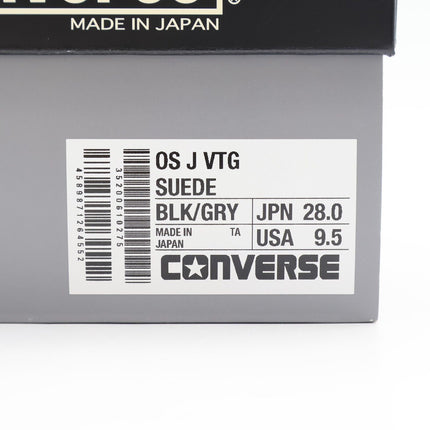 MADE IN JAPAN
4589871264552
35200610275
OS J VTG
SUEDE
BLK/GRY JPN 28.0
MADE IN JAPAN TA USA 9.5
CONVERSE